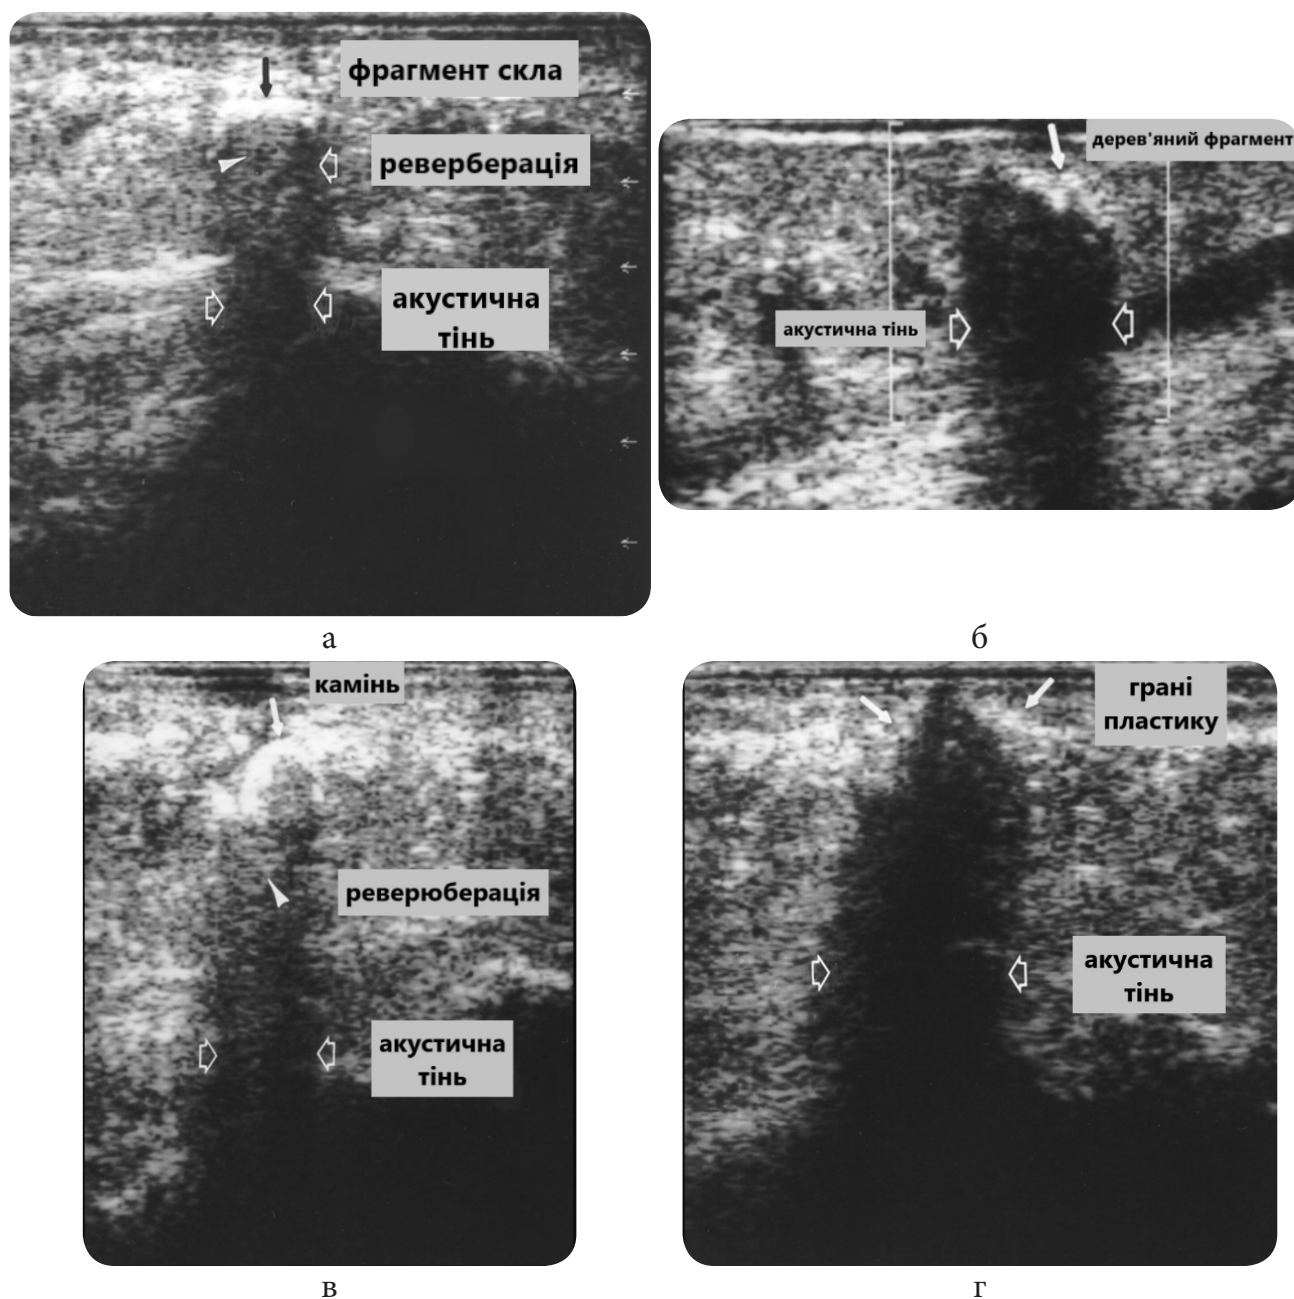 фрагмент скла
реверберація
акустична
тінь
а
дерев'яний фрагмент
акустична тінь
б
камінь
реверюберація
акустична
тінь
в
грані
пластику
акустична
тінь
г